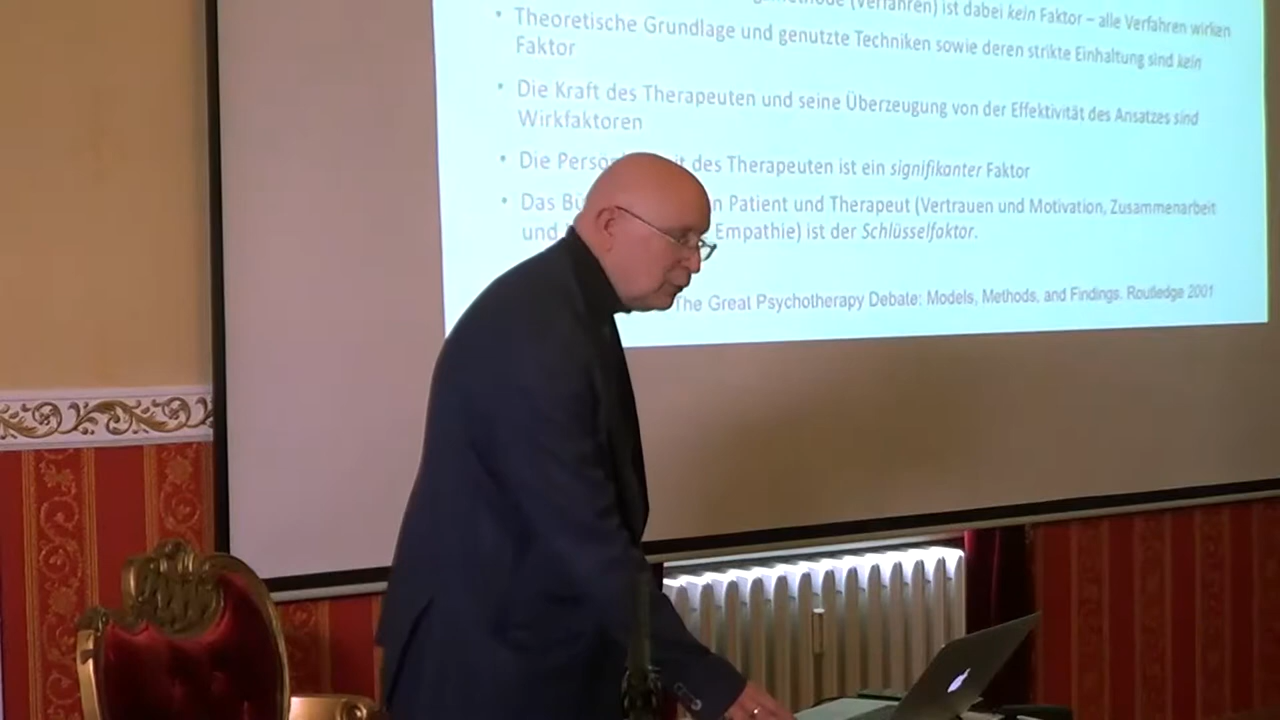 (Verfahren) ist dabei kein Faktor – alle Verfahren wirken
• Theoretische Grundlage und genutzte Techniken sowie deren strikte Einhaltung sind kein
Faktor
• Die Kraft des Therapeuten und seine Überzeugung von der Effektivität des Ansatzes sind
Wirkfaktoren
• Die des Therapeuten ist ein signifikanter Faktor
• Das Patient und Therapeut (Vertrauen und Motivation, Zusammenarbeit
und Empathie) ist der Schlüsselfaktor.
The Great Psychotherapy Debate: Models, Methods, and Findings. Routledge 2001